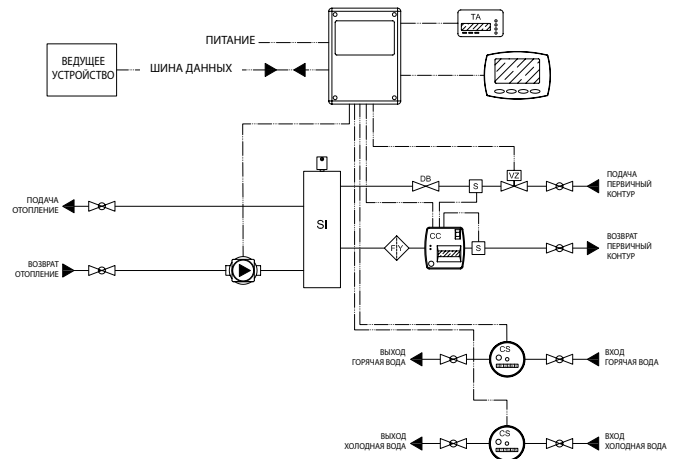 TA
ПИТАНИЕ
ВЕДУЩЕЕ
УСТРОЙСТВО
ШИНА ДАННЫХ
DB
S
VZ
ПОДАЧА
ПЕРВИЧНЫЙ
КОНТУР
ПОДАЧА
ОТОПЛЕНИЕ
SI
CC
FY
S
ВОЗВРАТ
ПЕРВИЧНЫЙ
КОНТУР
ВОЗВРАТ
ОТОПЛЕНИЕ
ВЫХОД
ГОРЯЧАЯ ВОДА
CS
ВХОД
ГОРЯЧАЯ ВОДА
ВЫХОД
ХОЛОДНАЯ ВОДА
CS
ВХОД
ХОЛОДНАЯ ВОДА